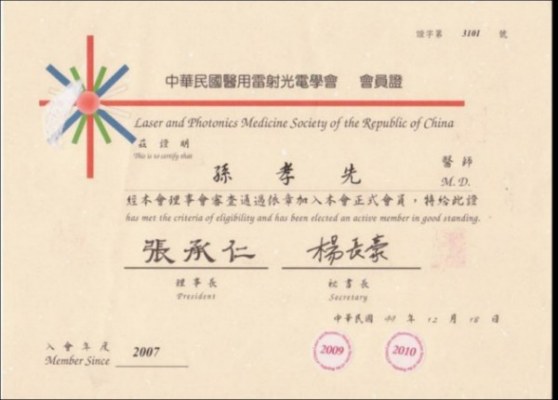 證字第 3101 號
中華民國醫用雷射光電學會 會員證
Laser and Photonics Medicine Society of the Republic of China
茲證明
This is to certify that
孫孝先 醫師
M.D.
經本會理事會審查通過依章加入本會正式會員,特給此證
has met the criteria of eligibility and has been elected an active member in good standing.
張承仁 楊長豪
理事長 秘書長
President Secretary
中華民國 年 12 月 18 日
入會年度
Member Since 2007
2009 2010